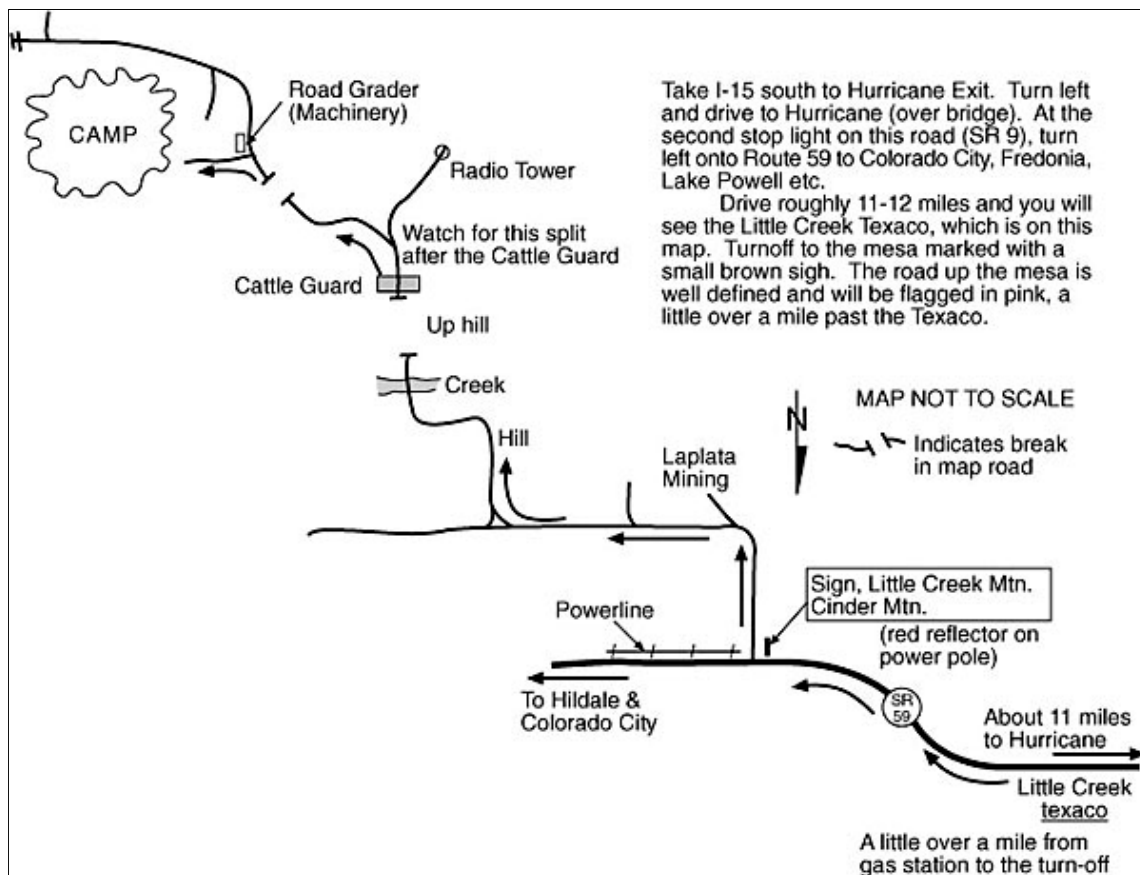 Road Grader
(Machinery)
CAMP
Radio Tower
Watch for this split
after the Cattle Guard
Cattle Guard
Up hill
Creek
Hill
Take I-15 south to Hurricane Exit. Turn left
and drive to Hurricane (over bridge). At the
second stop light on this road (SR 9), turn
left onto Route 59 to Colorado City, Fredonia,
Lake Powell etc.
Drive roughly 11-12 miles and you will
see the Little Creek Texaco, which is on this
map. Turnoff to the mesa marked with a
small brown sigh. The road up the mesa is
well defined and will be flagged in pink, a
little over a mile past the Texaco.
N
MAP NOT TO SCALE
Indicates break
in map road
Laplata
Mining
Sign, Little Creek Mtn.
Cinder Mtn.
(red reflector on
power pole)
Powerline
To Hildale &
Colorado City
SR
59
About 11 miles
to Hurricane
Little Creek
texaco
A little over a mile from
gas station to the turn-off